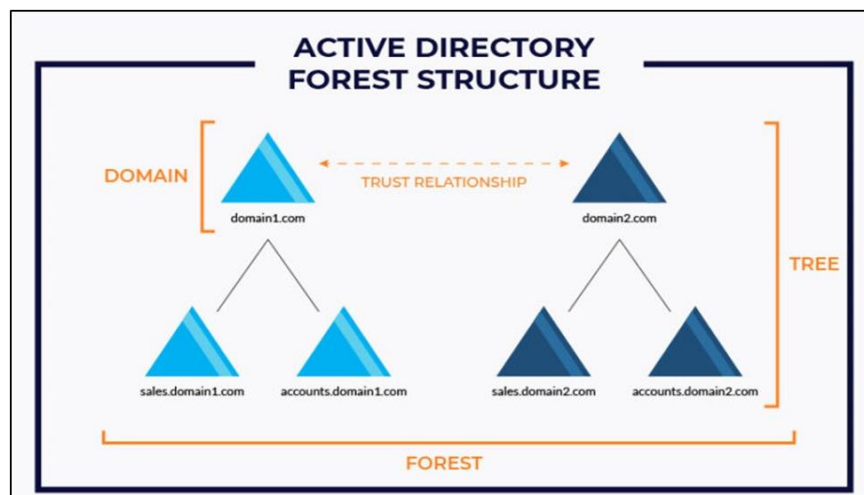 ACTIVE DIRECTORY
FOREST STRUCTURE
DOMAIN
TRUST RELATIONSHIP
domain1.com
domain2.com
TREE
sales.domain1.com
accounts.domain1.com
sales.domain2.com
accounts.domain2.com
FOREST